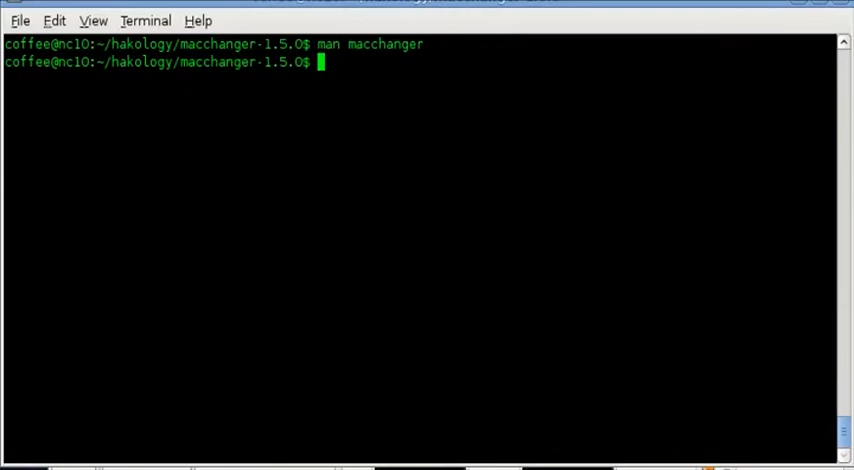 File Edit View Terminal Help
coffee@nc10:~/hakology/macchanger-1.5.0$ man macchanger
coffee@nc10:~/hakology/macchanger-1.5.0$